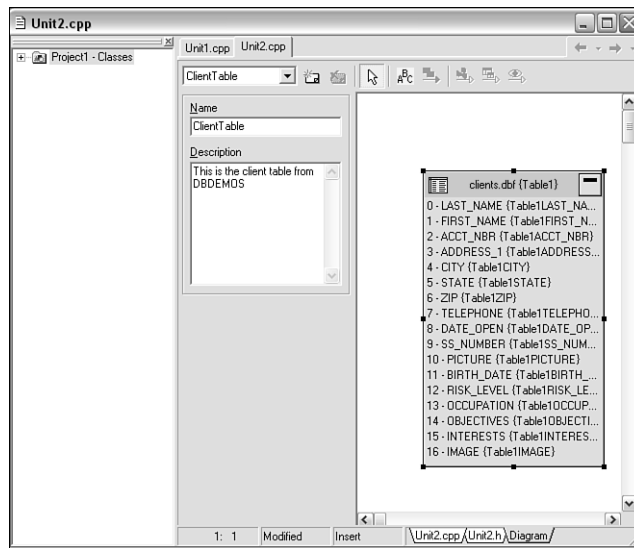 Unit2.cpp
Project1 - Classes
Unit1.cpp Unit2.cpp
ClientTable
ABC
Name
ClientTable
Description
This is the client table from
DBDEMOS
clients.dbf {Table1}
0 - LAST_NAME {Table1LAST_NA...
1 - FIRST_NAME {Table1FIRST_N...
2 - ACCT_NBR {Table1ACCT_NBR}
3 - ADDRESS_1 {Table1ADDRESS...
4 - CITY {Table1CITY}
5 - STATE {Table1STATE}
6 - ZIP {Table1ZIP}
7 - TELEPHONE {Table1TELEPHO...
8 - DATE_OPEN {Table1DATE_OP...
9 - SS_NUMBER {Table1SS_NUM...
10 - PICTURE {Table1PICTURE}
11 - BIRTH_DATE {Table1BIRTH_...
12 - RISK_LEVEL {Table1RISK_LE...
13 - OCCUPATION {Table1OCCUP...
14 - OBJECTIVES {Table1OBJECTI...
15 - INTERESTS {Table1INTERES...
16 - IMAGE {Table1IMAGE}
1: 1 Modified Insert Unit2.cpp Unit2.h Diagram